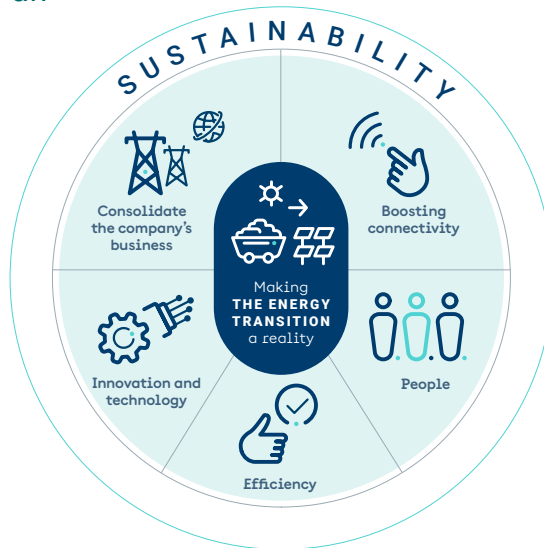 SUSTAINABILITY
Consolidate
the company's
business
Boosting
connectivity
Making
THE ENERGY
TRANSITION
a reality
Innovation and
technology
People
Efficiency